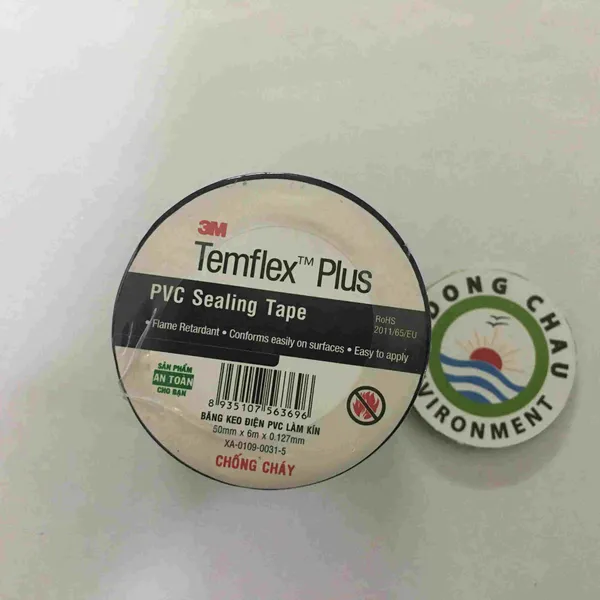 3M
Temflex™ Plus
PVC Sealing Tape
RoHS
2011/65/EU
• Flame Retardant • Conforms easily on surfaces • Easy to apply
SẢN PHẨM
AN TOÀN
CHO BẠN
8 935107 563696
BĂNG KEO ĐIỆN PVC LÀM KÍN
50mm x 6m x 0.127mm
XA-0109-0031-5
CHỐNG CHÁY
DONG CHAU
ENVIRONMENT